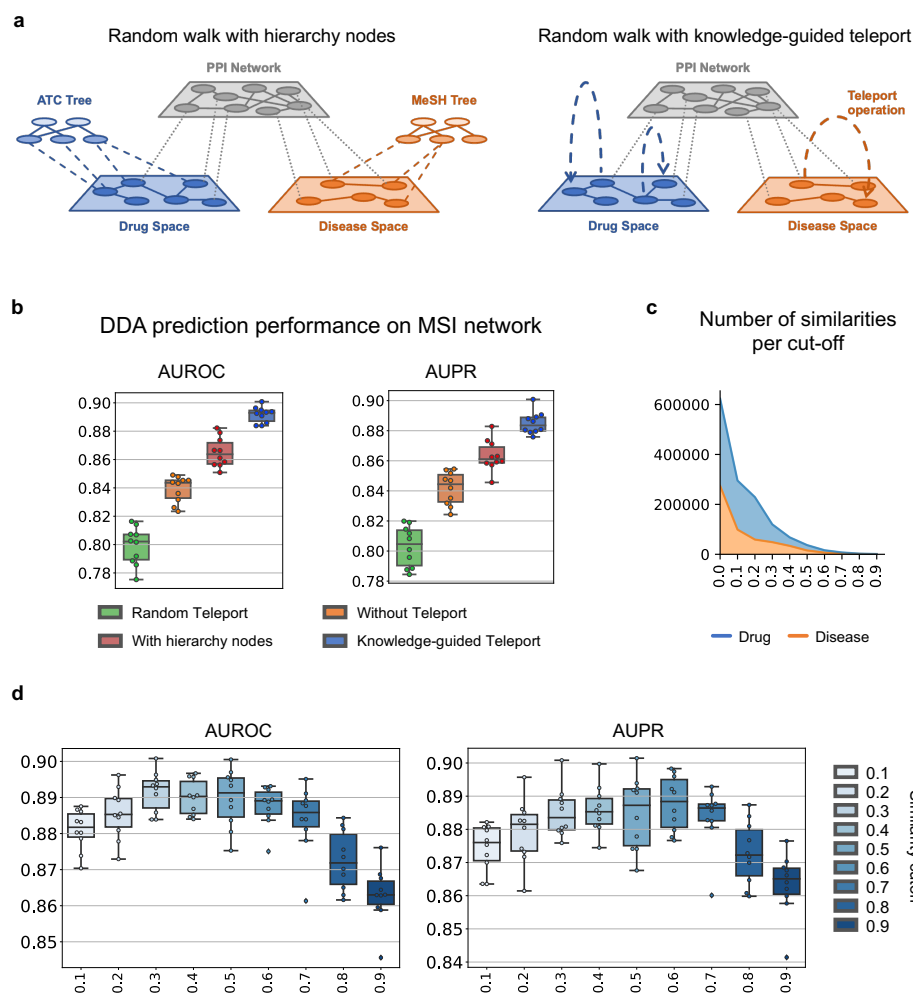 a
Random walk with hierarchy nodes
Random walk with knowledge-guided teleport
PPI Network
ATC Tree
MeSH Tree
Drug Space
Disease Space
PPI Network
Teleport
operation
Drug Space
Disease Space
b
DDA prediction performance on MSI network
AUROC
0.90
0.88
0.86
0.84
0.82
0.80
0.78
AUPR
0.90
0.88
0.86
0.84
0.82
0.80
0.78
Random Teleport
Without Teleport
With hierarchy nodes
Knowledge-guided Teleport
c
Number of similarities
per cut-off
600000
400000
200000
0
0.0
0.1
0.2
0.3
0.4
0.5
0.6
0.7
0.8
0.9
Drug
Disease
d
AUROC
0.90
0.89
0.88
0.87
0.86
0.85
0.1
0.2
0.3
0.4
0.5
0.6
0.7
0.8
0.9
AUPR
0.90
0.89
0.88
0.87
0.86
0.85
0.84
0.1
0.2
0.3
0.4
0.5
0.6
0.7
0.8
0.9
0.1
0.2
0.3
0.4
0.5
0.6
0.7
0.8
0.9